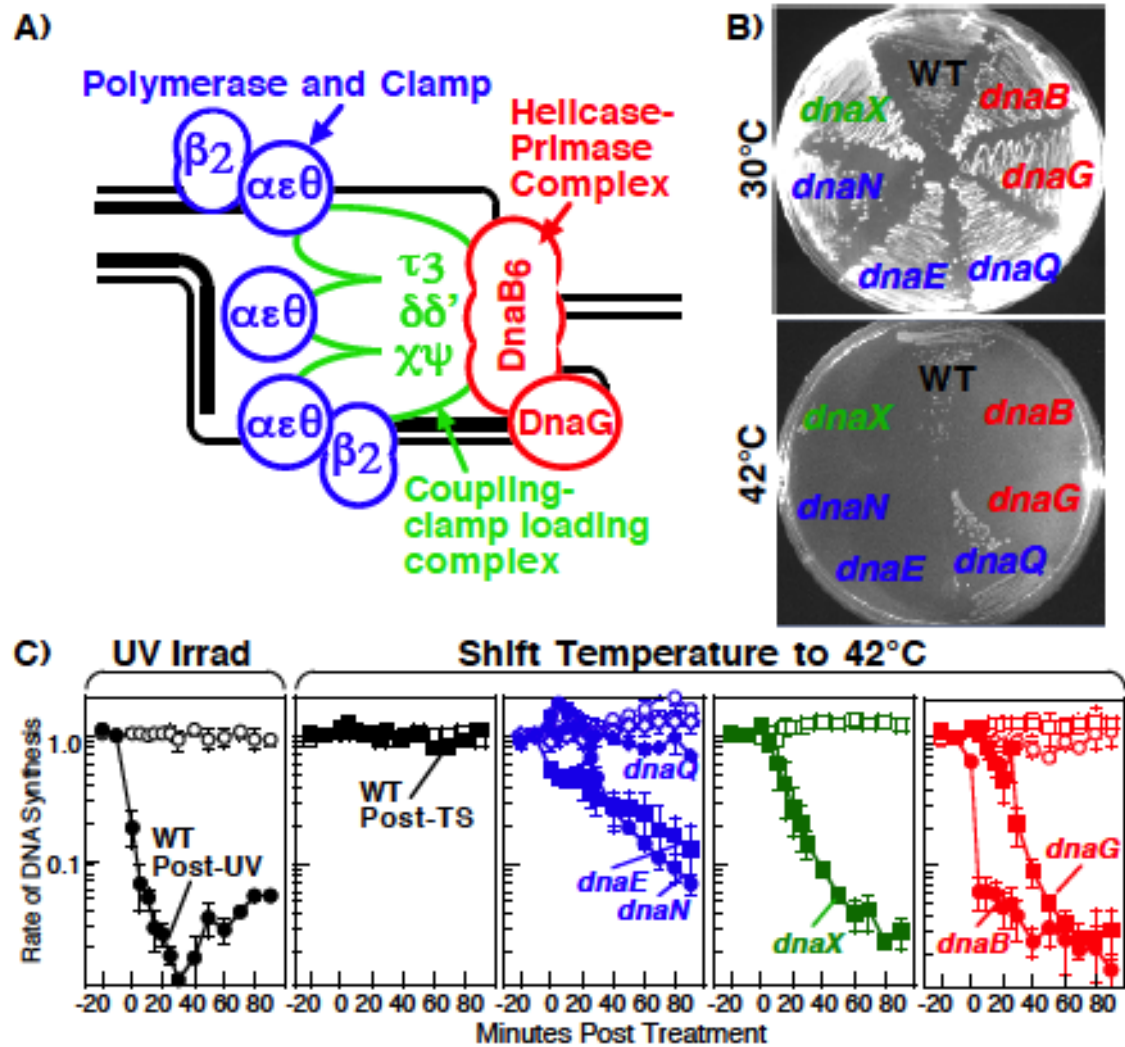 A)
Polymerase and Clamp
Helicase-
Primase
Complex
β2
αεθ
αεθ
αεθ
β2
τ3
δδ'
χψ
DnaB6
DnaG
Coupling-
clamp loading
complex
B)
30°C
WT
dnaX
dnaB
dnaN
dnaG
dnaE
dnaQ
42°C
WT
dnaX
dnaB
dnaN
dnaG
dnaE
dnaQ
C)
UV Irrad
Shift Temperature to 42°C
Rate of DNA Synthesis
1.0
0.1
WT
Post-UV
WT
Post-TS
dnaQ
dnaE
dnaN
dnaX
dnaG
dnaB
-20 0 20 40 60 80
-20 0 20 40 60 80
-20 0 20 40 60 80
-20 0 20 40 60 80
-20 0 20 40 60 80
Minutes Post Treatment